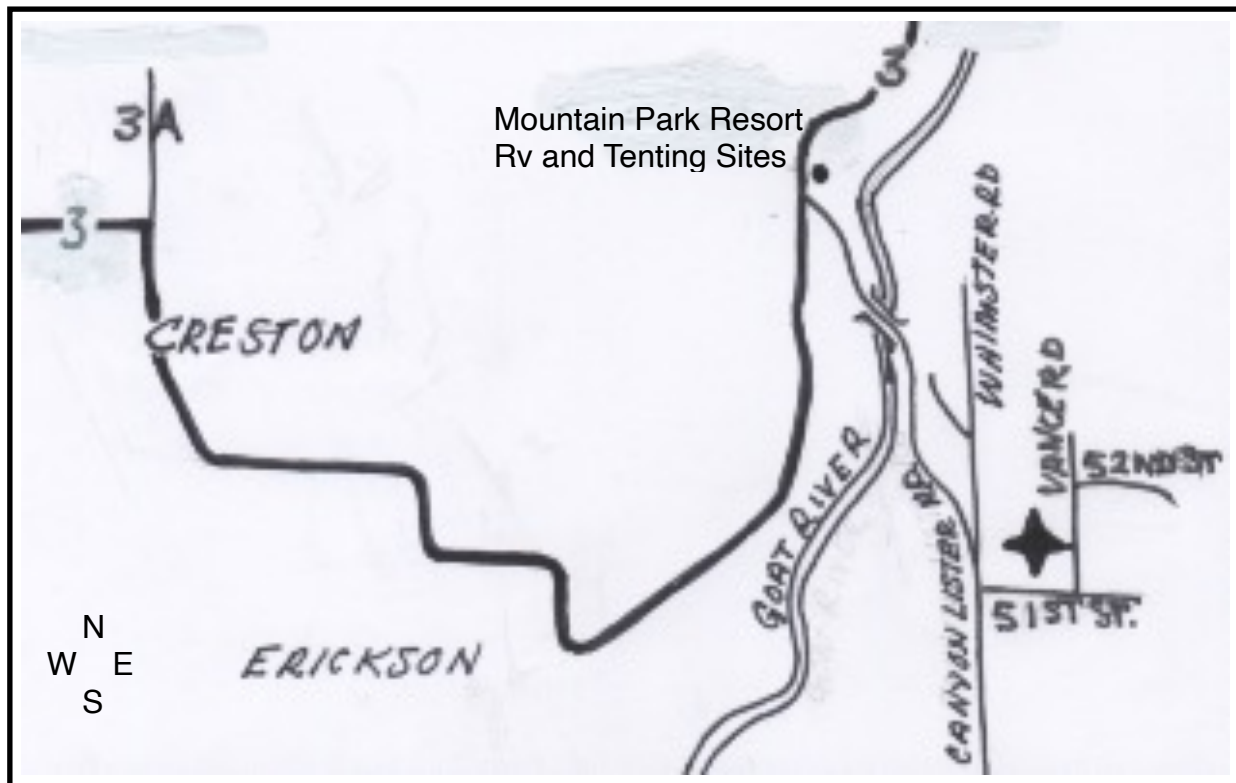 3
3A
Mountain Park Resort
Rv and Tenting Sites
3
CRESTON
WHIMSTER RD
VANCE RD
52ND ST
GOAT RIVER
CANYON LISTER RD
51ST ST.
ERICKSON
N
W E
S